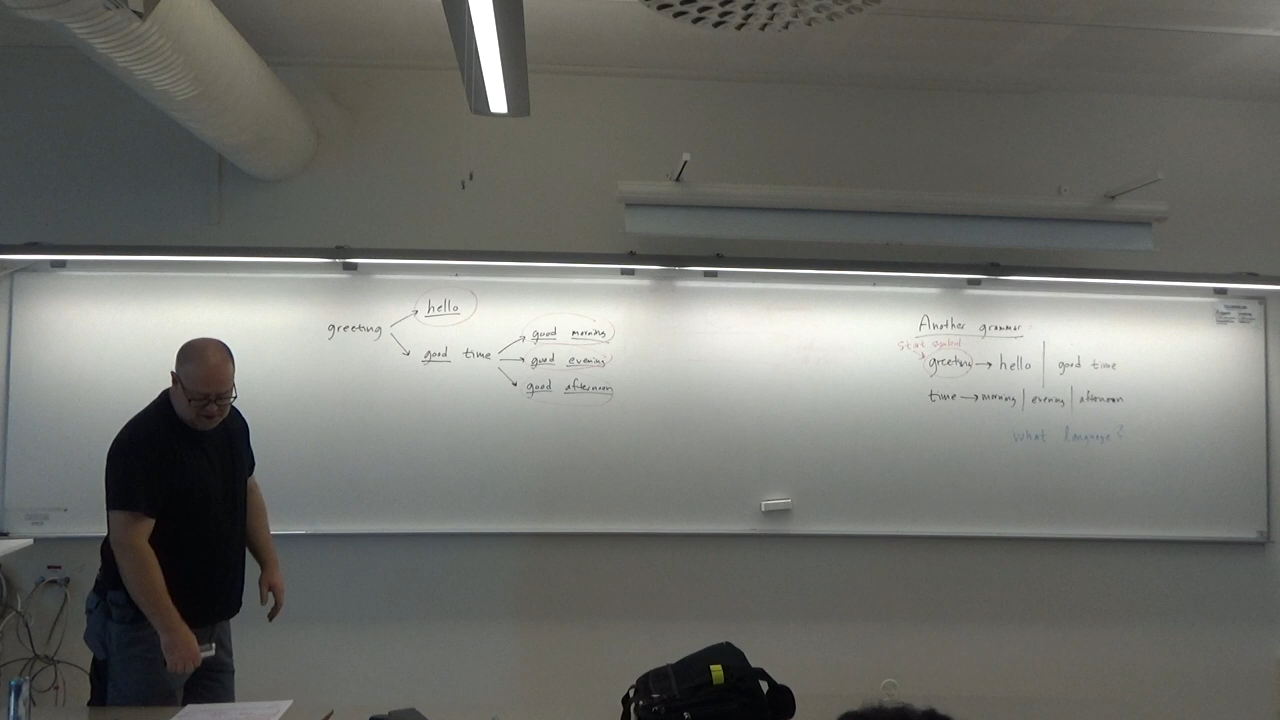 hello
greeting
good time
good morning
good evening
good afternoon
Another grammar
start symbol
greeting → hello | good time
time → morning | evening | afternoon
what language?